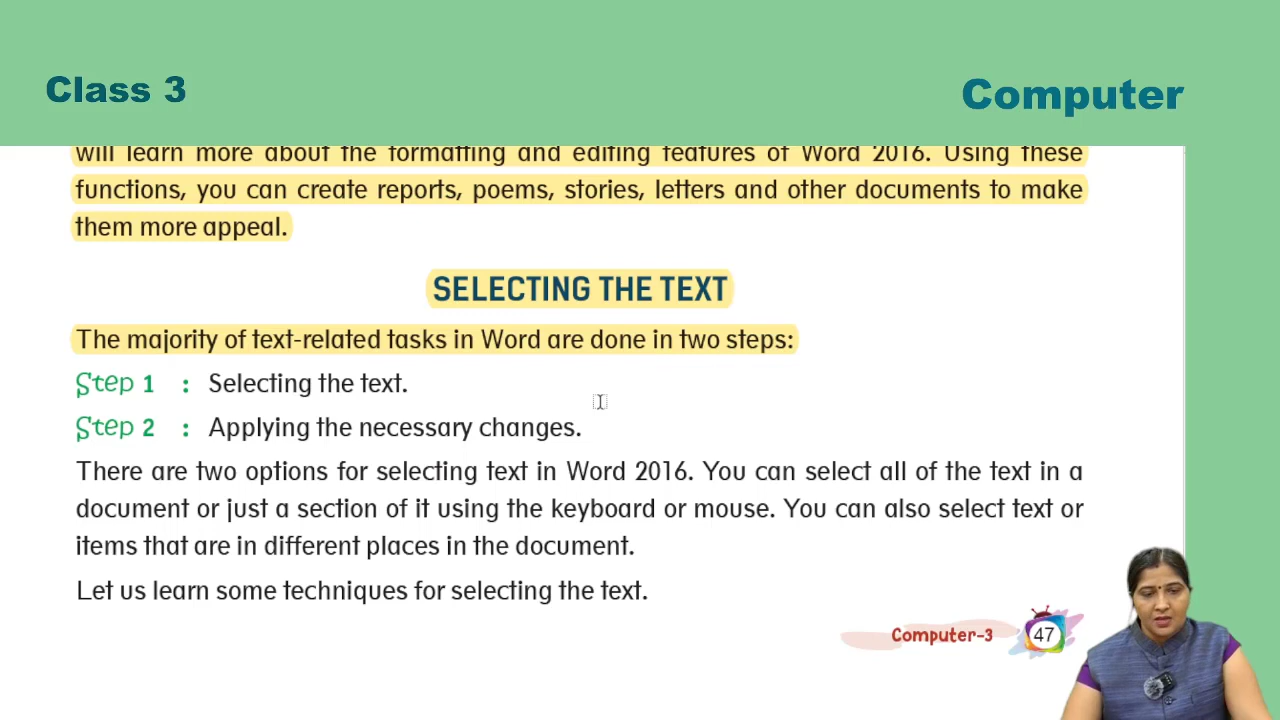 Class 3
Computer
will learn more about the formatting and editing features of Word 2016. Using these
functions, you can create reports, poems, stories, letters and other documents to make
them more appeal.
SELECTING THE TEXT
The majority of text-related tasks in Word are done in two steps:
Step 1 : Selecting the text.
Step 2 : Applying the necessary changes.
There are two options for selecting text in Word 2016. You can select all of the text in a
document or just a section of it using the keyboard or mouse. You can also select text or
items that are in different places in the document.
Let us learn some techniques for selecting the text.
Computer-3 47